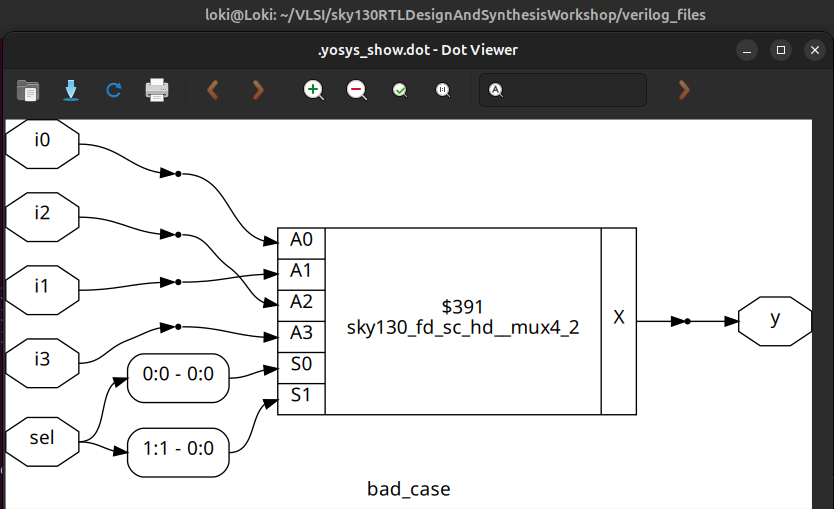 loki@Loki: ~/VLSI/sky130RTLDesignAndSynthesisWorkshop/verilog_files
.yosys_show.dot - Dot Viewer
A
i0
i2
i1
i3
sel
0:0 - 0:0
1:1 - 0:0
A0
A1
A2
A3
S0
S1
$391
sky130_fd_sc_hd__mux4_2
X
y
bad_case